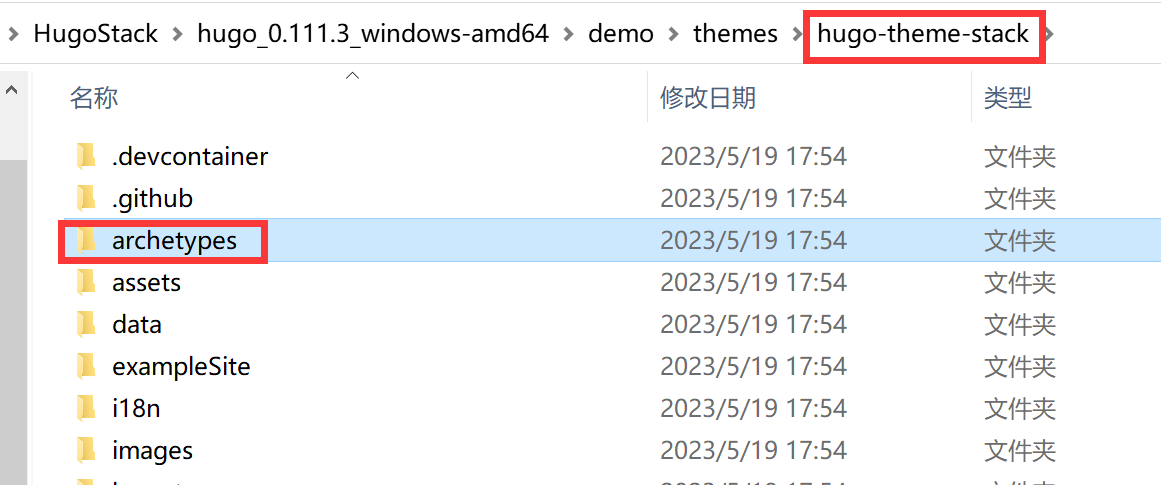 HugoStack hugo_0.111.3_windows-amd64 demo themes hugo-theme-stack
名称 修改日期 类型
.devcontainer 2023/5/19 17:54 文件夹
.github 2023/5/19 17:54 文件夹
archetypes 2023/5/19 17:54 文件夹
assets 2023/5/19 17:54 文件夹
data 2023/5/19 17:54 文件夹
exampleSite 2023/5/19 17:54 文件夹
i18n 2023/5/19 17:54 文件夹
images 2023/5/19 17:54 文件夹